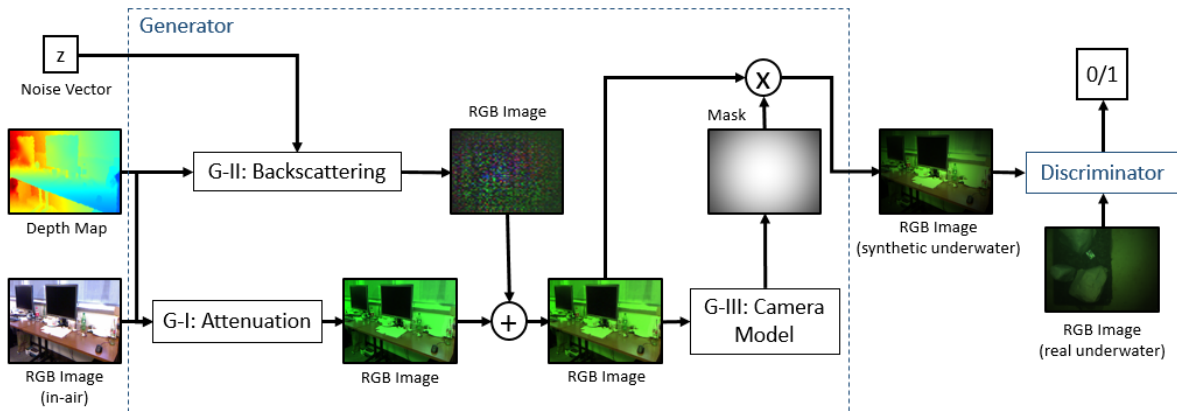 Generator
z
Noise Vector
0/1
RGB Image
Mask
X
G-II: Backscattering
Discriminator
Depth Map
RGB Image
(synthetic underwater)
G-I: Attenuation
+
G-III: Camera
Model
RGB Image
(in-air)
RGB Image
RGB Image
RGB Image
(real underwater)